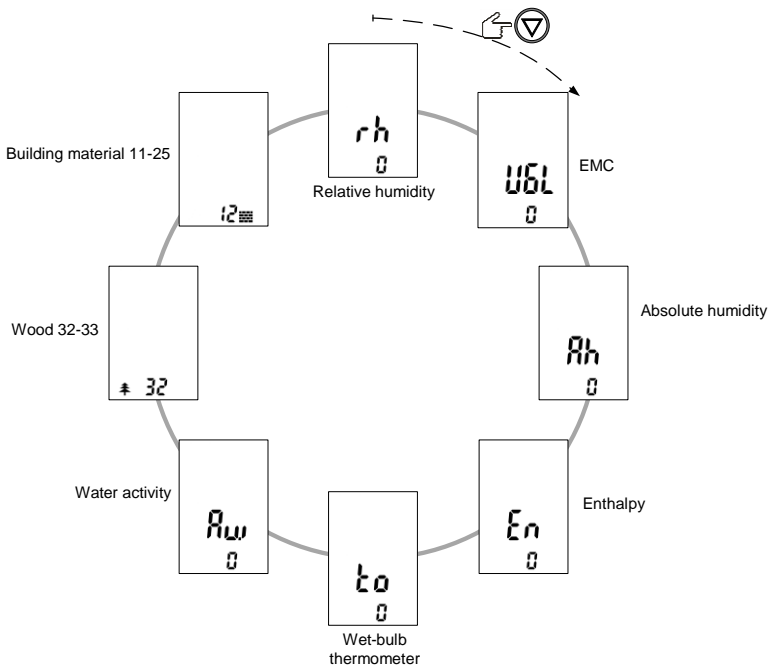 rh
0
Relative humidity
UGL
0
EMC
Ah
0
Absolute humidity
En
0
Enthalpy
to
0
Wet-bulb
thermometer
Aw
0
Water activity
32
Wood 32-33
12
Building material 11-25